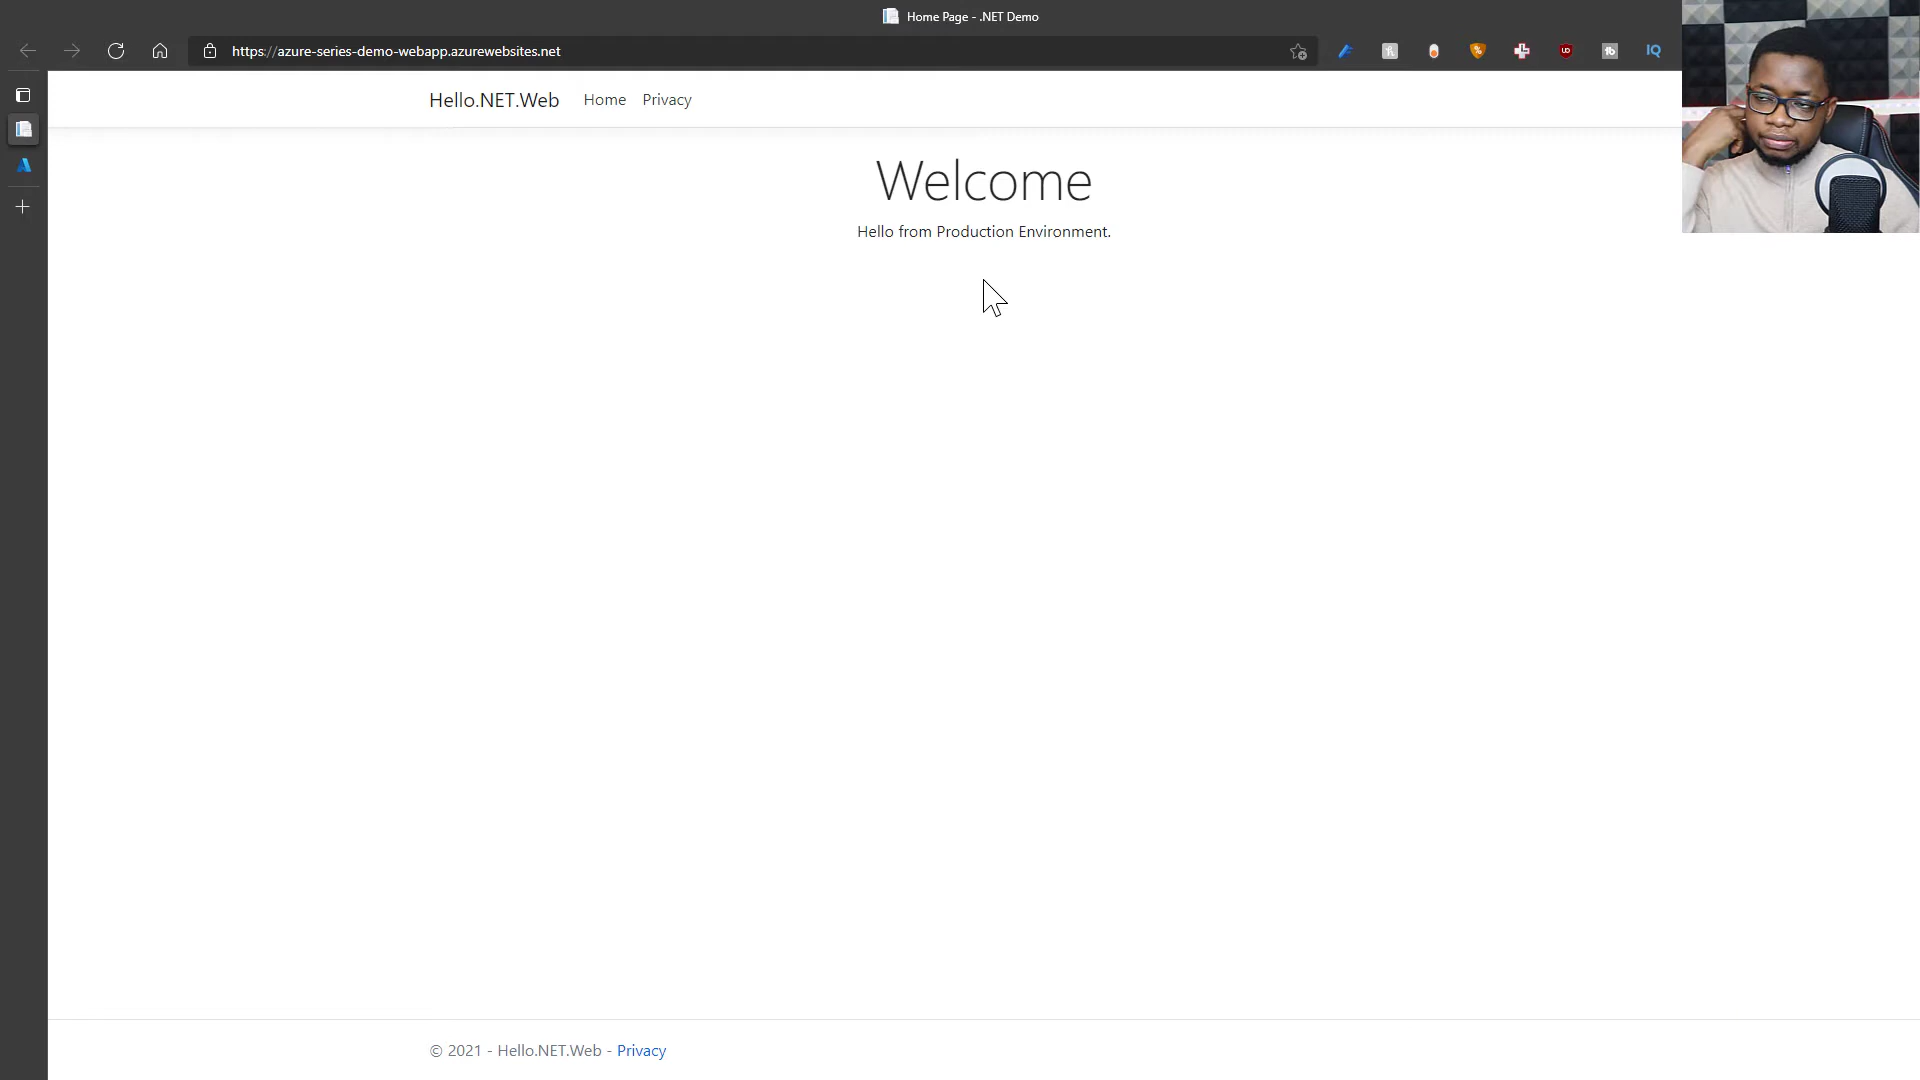 Home Page - .NET Demo
https://azure-series-demo-webapp.azurewebsites.net
IQ
Hello.NET.Web Home Privacy
Welcome
Hello from Production Environment.
© 2021 - Hello.NET.Web - Privacy